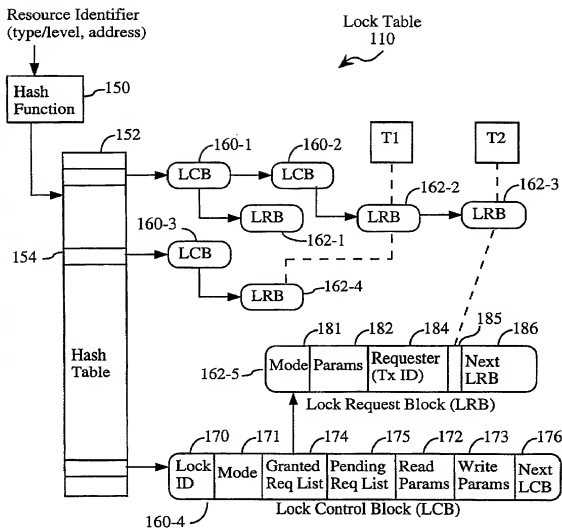 Resource Identifier
(type/level, address)
Lock Table
110
Hash
Function
150
152
160-1
160-2
T1
T2
LCB
LCB
162-2
162-3
LRB
LRB
LRB
160-3
162-1
154
LCB
LRB
162-4
Hash
Table
181
182
184
185
186
Mode
Params
Requester
(Tx ID)
Next
LRB
162-5
Lock Request Block (LRB)
170
171
174
175
172
173
176
Lock
ID
Mode
Granted
Req List
Pending
Req List
Read
Params
Write
Params
Next
LCB
160-4
Lock Control Block (LCB)